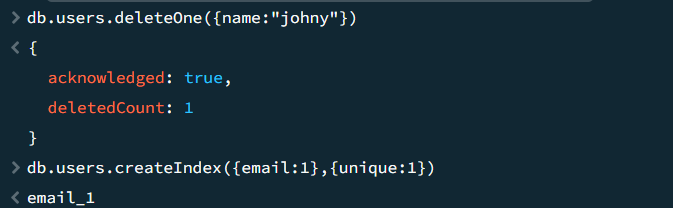 > db.users.deleteOne({name:"johny"})
< {
acknowledged: true,
deletedCount: 1
}
> db.users.createIndex({email:1},{unique:1})
< email_1